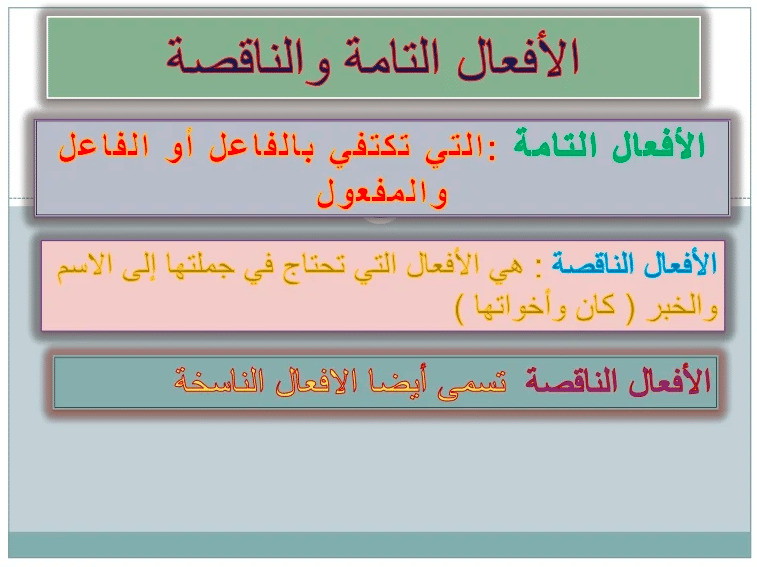 الأفعال التامة والناقصة
الأفعال التامة :التي تكتفي بالفاعل أو الفاعل
والمفعول
الأفعال الناقصة : هي الأفعال التي تحتاج في جملتها إلى الاسم
والخبر ( كان وأخواتها )
الأفعال الناقصة تسمى أيضا الافعال الناسخة